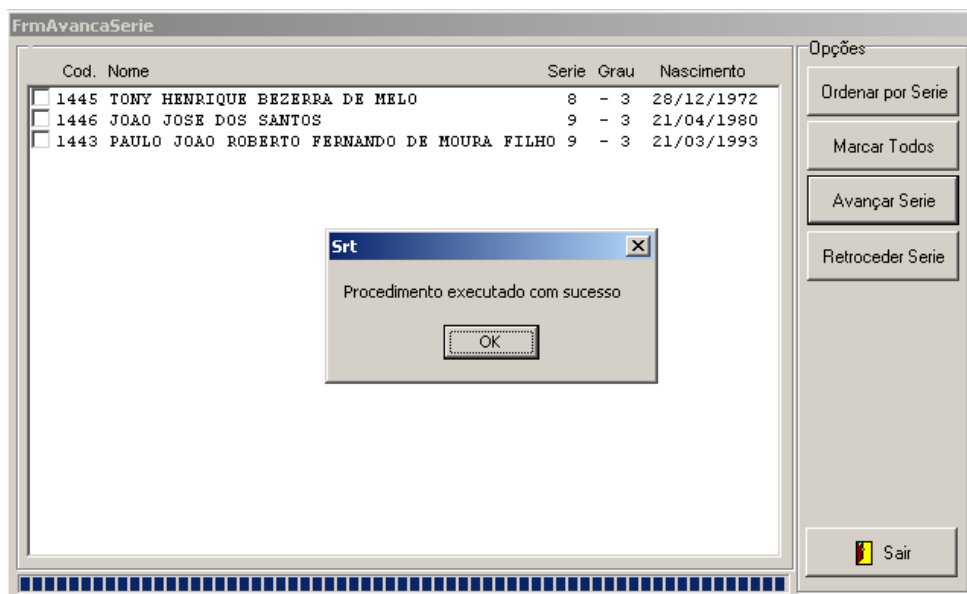 FrmAvancaSerie
Cod. Nome Serie Grau Nascimento
1445 TONY HENRIQUE BEZERRA DE MELO 8 - 3 28/12/1972
1446 JOAO JOSE DOS SANTOS 9 - 3 21/04/1980
1443 PAULO JOAO ROBERTO FERNANDO DE MOURA FILHO 9 - 3 21/03/1993
Srt
Procedimento executado com sucesso
OK
Opções
Ordenar por Serie
Marcar Todos
Avançar Serie
Retroceder Serie
Sair